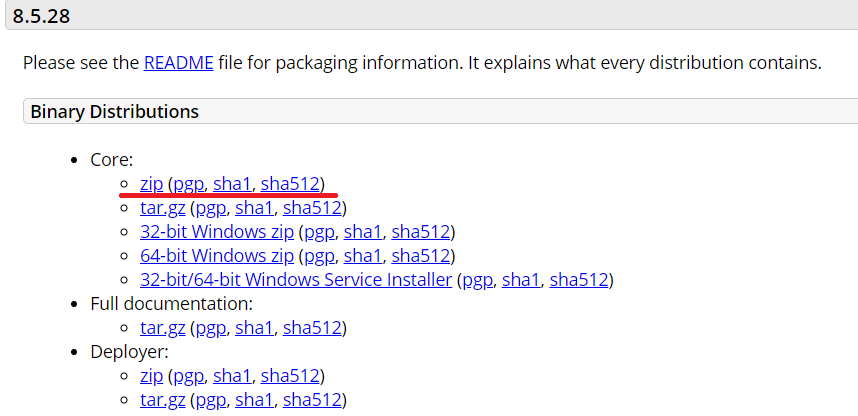 8.5.28
Please see the README file for packaging information. It explains what every distribution contains.
Binary Distributions
• Core:
○ zip (pgp, sha1, sha512)
○ tar.gz (pgp, sha1, sha512)
○ 32-bit Windows zip (pgp, sha1, sha512)
○ 64-bit Windows zip (pgp, sha1, sha512)
○ 32-bit/64-bit Windows Service Installer (pgp, sha1, sha512)
• Full documentation:
○ tar.gz (pgp, sha1, sha512)
• Deployer:
○ zip (pgp, sha1, sha512)
○ tar.gz (pgp, sha1, sha512)